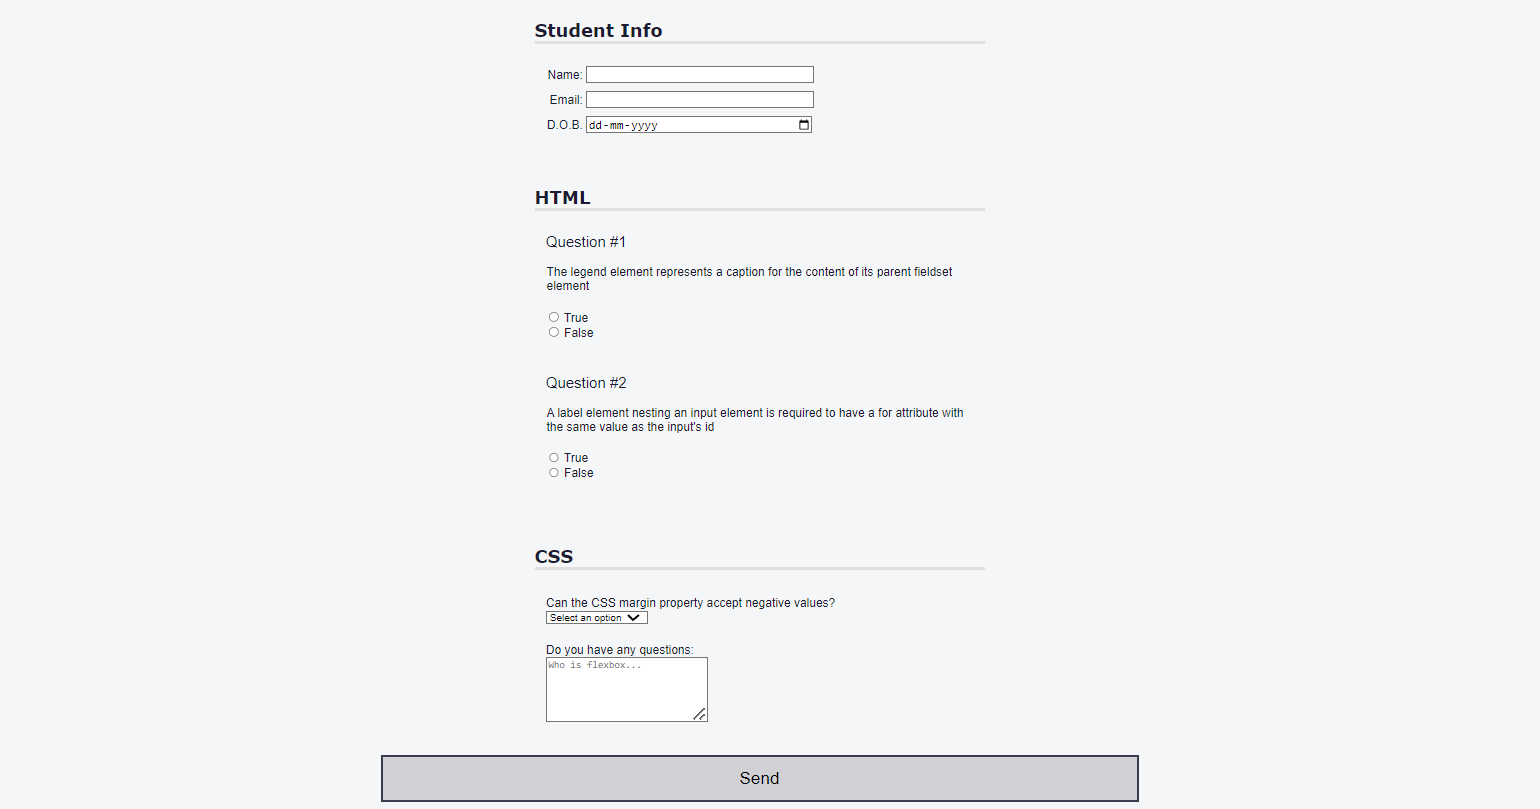 Student Info
Name:
Email:
D.O.B. dd-mm-yyyy
HTML
Question #1
The legend element represents a caption for the content of its parent fieldset
element
True
False
Question #2
A label element nesting an input element is required to have a for attribute with
the same value as the input's id
True
False
CSS
Can the CSS margin property accept negative values?
Select an option
Do you have any questions:
Who is flexbox...
Send